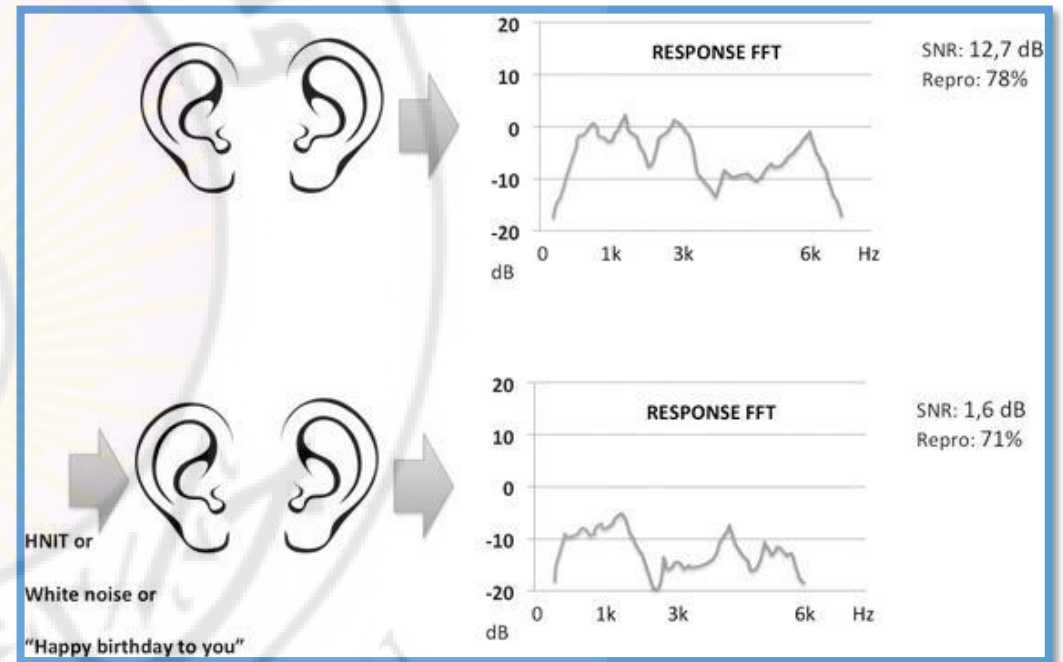 20
RESPONSE FFT
SNR: 12,7 dB
Repro: 78%
10
0
-10
-20
0 1k 3k 6k Hz
dB
20
RESPONSE FFT
SNR: 1,6 dB
Repro: 71%
10
0
-10
-20
0 1k 3k 6k Hz
dB
HNIT or
White noise or
“Happy birthday to you”